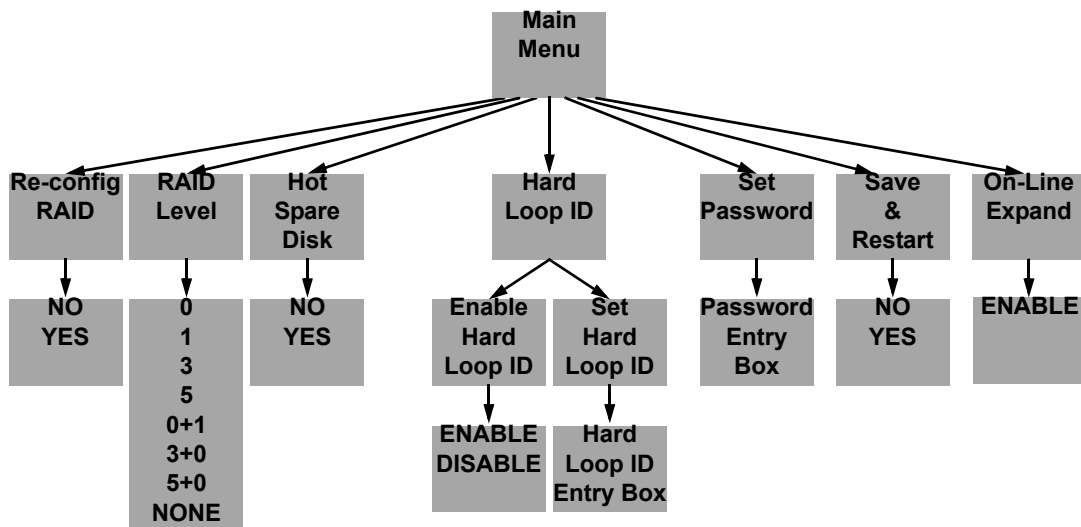 Main
Menu
Re-config
RAID
RAID
Level
Hot
Spare
Disk
Hard
Loop ID
Set
Password
Save
&
Restart
On-Line
Expand
NO
YES
0
1
3
5
0+1
3+0
5+0
NONE
NO
YES
Enable
Hard
Loop ID
Set
Hard
Loop ID
Password
Entry
Box
NO
YES
ENABLE
ENABLE
DISABLE
Hard
Loop ID
Entry Box